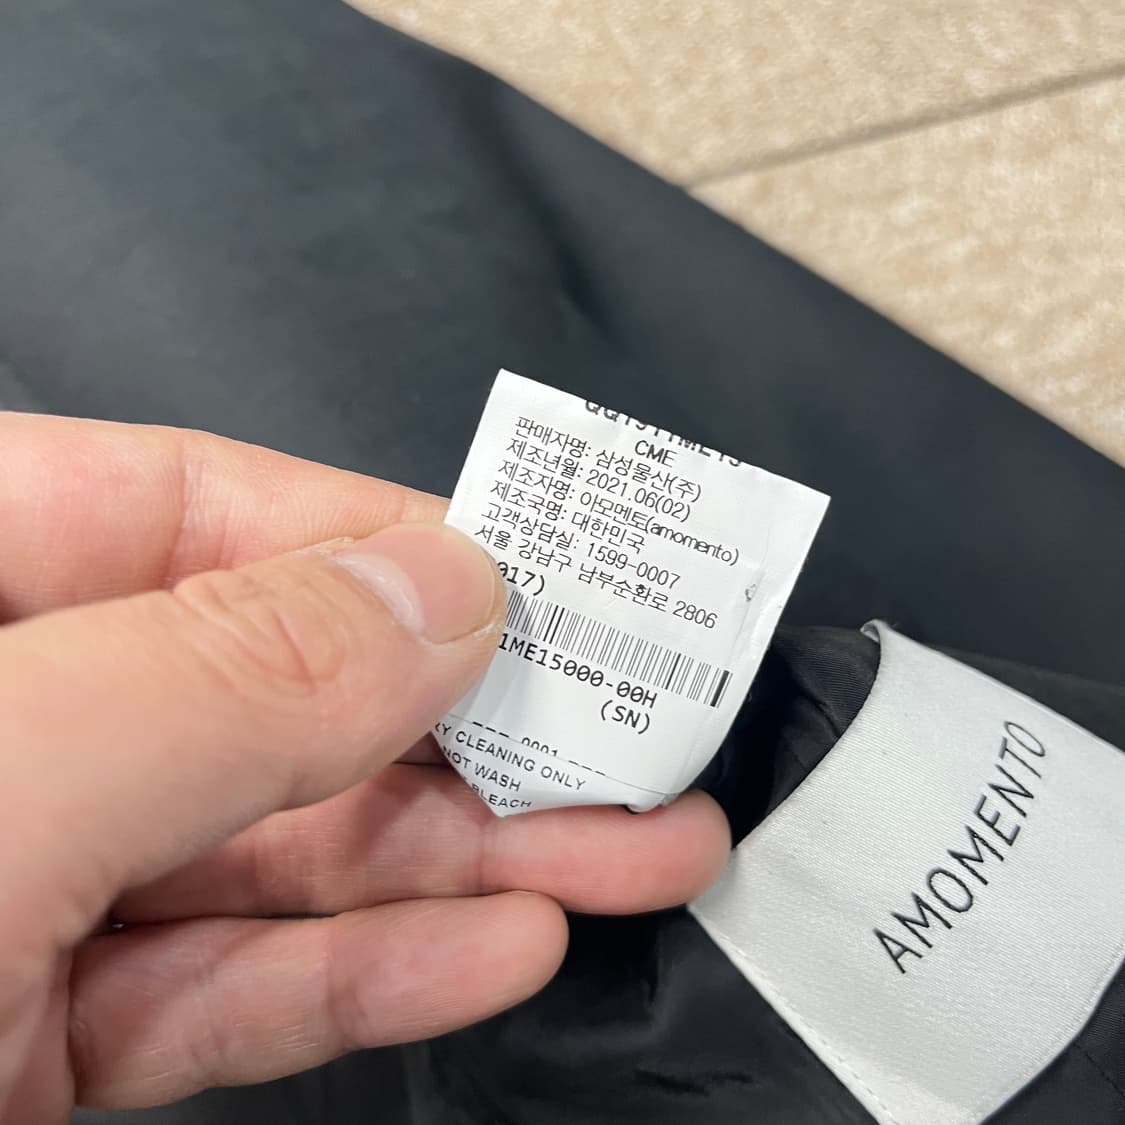 CME
판매자명: 삼성물산(주)
제조년월: 2021.06(02)
제조자명: 아모멘토(amomento)
제조국명: 대한민국
고객상담실: 1599-0007
서울 강남구 남부순환로 2806
017)
1ME15000-00H
(SN)
CLEANING ONLY
NOT WASH
BLEACH
AMOMENTO